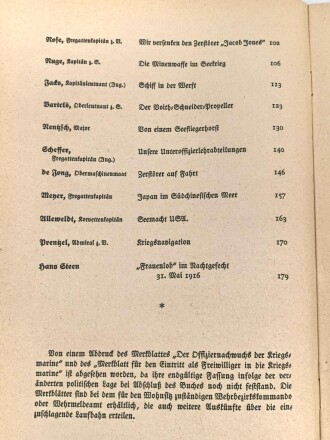 Rose, Fregattenkapitän z. V. Wir versenken den Zerstörer „Jacob Jones“ 102
Ruge, Kapitän z. S. Die Minenwaffe im Seekrieg 106
Jacks, Kapitänleutnant (Ing.) Schiff in der Werft 113
Bartels, Oberleutnant z. S. Der Voith-Schneider-Propeller 123
Rentzsch, Major Von einem Seefliegerhorst 130
Scheffer, Fregattenkapitän (Ing.) Unsere Unteroffizierlehrabteilungen 140
de Jong, Obermaschinenmaat Zerstörer auf Fahrt 146
Meyer, Fregattenkapitän Japan im Südchinesischen Meer 157
Alleweldt, Korvettenkapitän Seemacht USA. 163
Prentzel, Admiral z. V. Kriegsnavigation 170
Hans Steen „Frauenlob“ im Nachtgefecht
31. Mai 1916 179
*
Von einem Abdruck des Merkblattes „Der Offiziernachwuchs der Kriegs-
marine“ und des „Merkblatt für den Eintritt als Freiwilliger in die Kriegs-
marine“ ist abgesehen worden, da ihre endgültige Fassung infolge der ver-
änderten politischen Lage bei Abschluß des Buches noch nicht feststand. Die
Merkblätter sind bei dem für den Wohnsitz zuständigen Wehrbezirkskommando
oder Wehrmeldeamt erhältlich, die auch weitere Auskünfte über die ein-
zuschlagende Laufbahn erteilen.